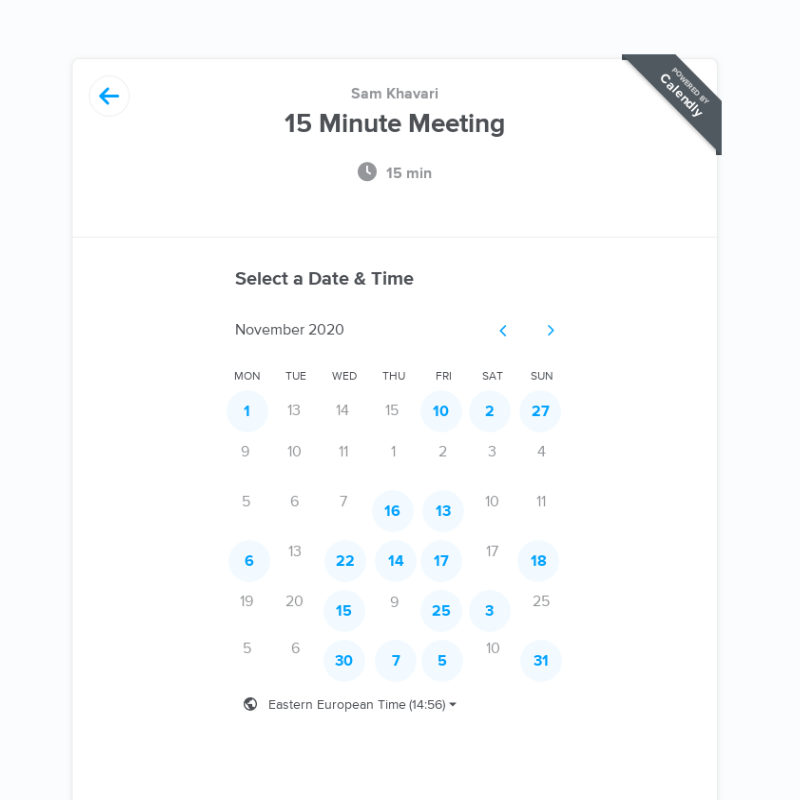 Sam Khavari
POWERED BY
Calendly
15 Minute Meeting
15 min
Select a Date & Time
November 2020
MON TUE WED THU FRI SAT SUN
1 13 14 15 10 2 27
9 10 11 1 2 3 4
5 6 7 16 13 10 11
6 13 22 14 17 17 18
19 20 15 9 25 3 25
5 6 30 7 5 10 31
Eastern European Time (14:56)